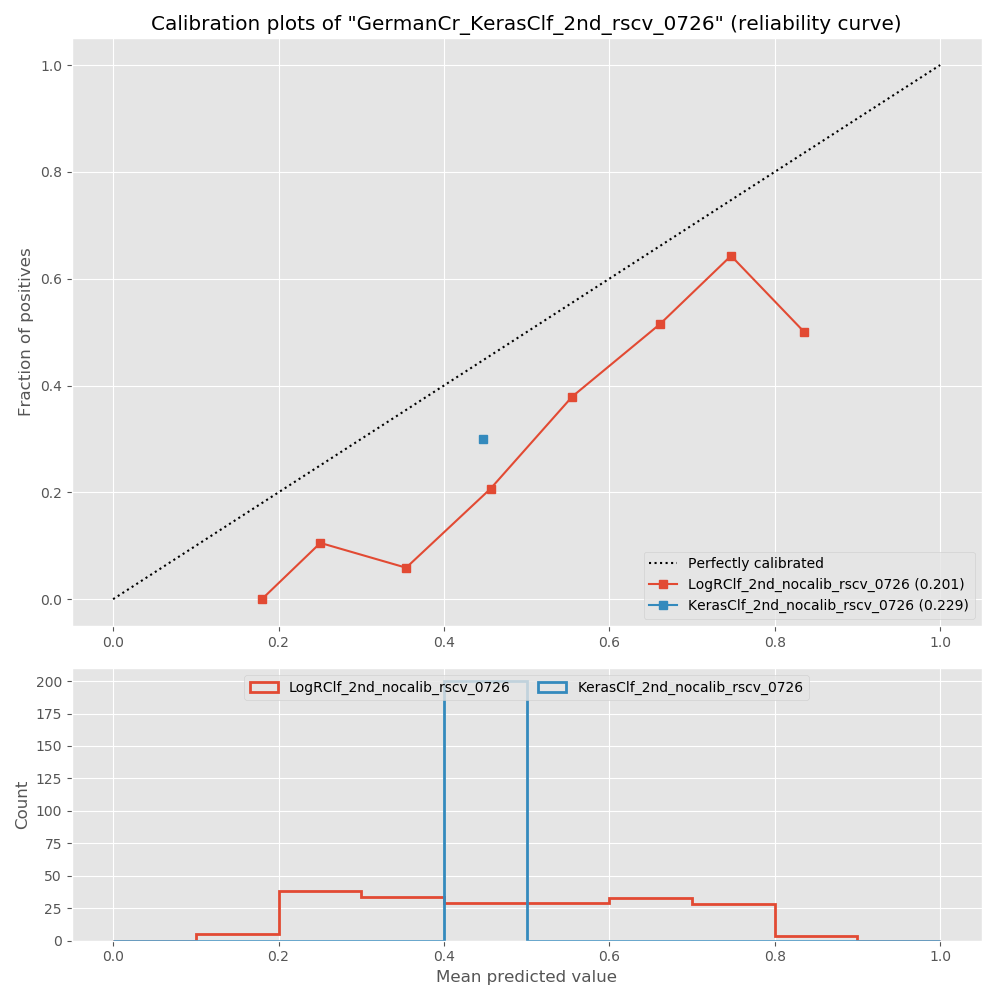 Calibration plots of "GermanCr_KerasClf_2nd_rscv_0726" (reliability curve)
1.0
0.8
0.6
0.4
0.2
0.0
Fraction of positives
Perfectly calibrated
LogRClf_2nd_nocalib_rscv_0726 (0.201)
KerasClf_2nd_nocalib_rscv_0726 (0.229)
0.0 0.2 0.4 0.6 0.8 1.0
LogRClf_2nd_nocalib_rscv_0726 KerasClf_2nd_nocalib_rscv_0726
200
175
150
125
100
75
50
25
0
Count
0.0 0.2 0.4 0.6 0.8 1.0
Mean predicted value